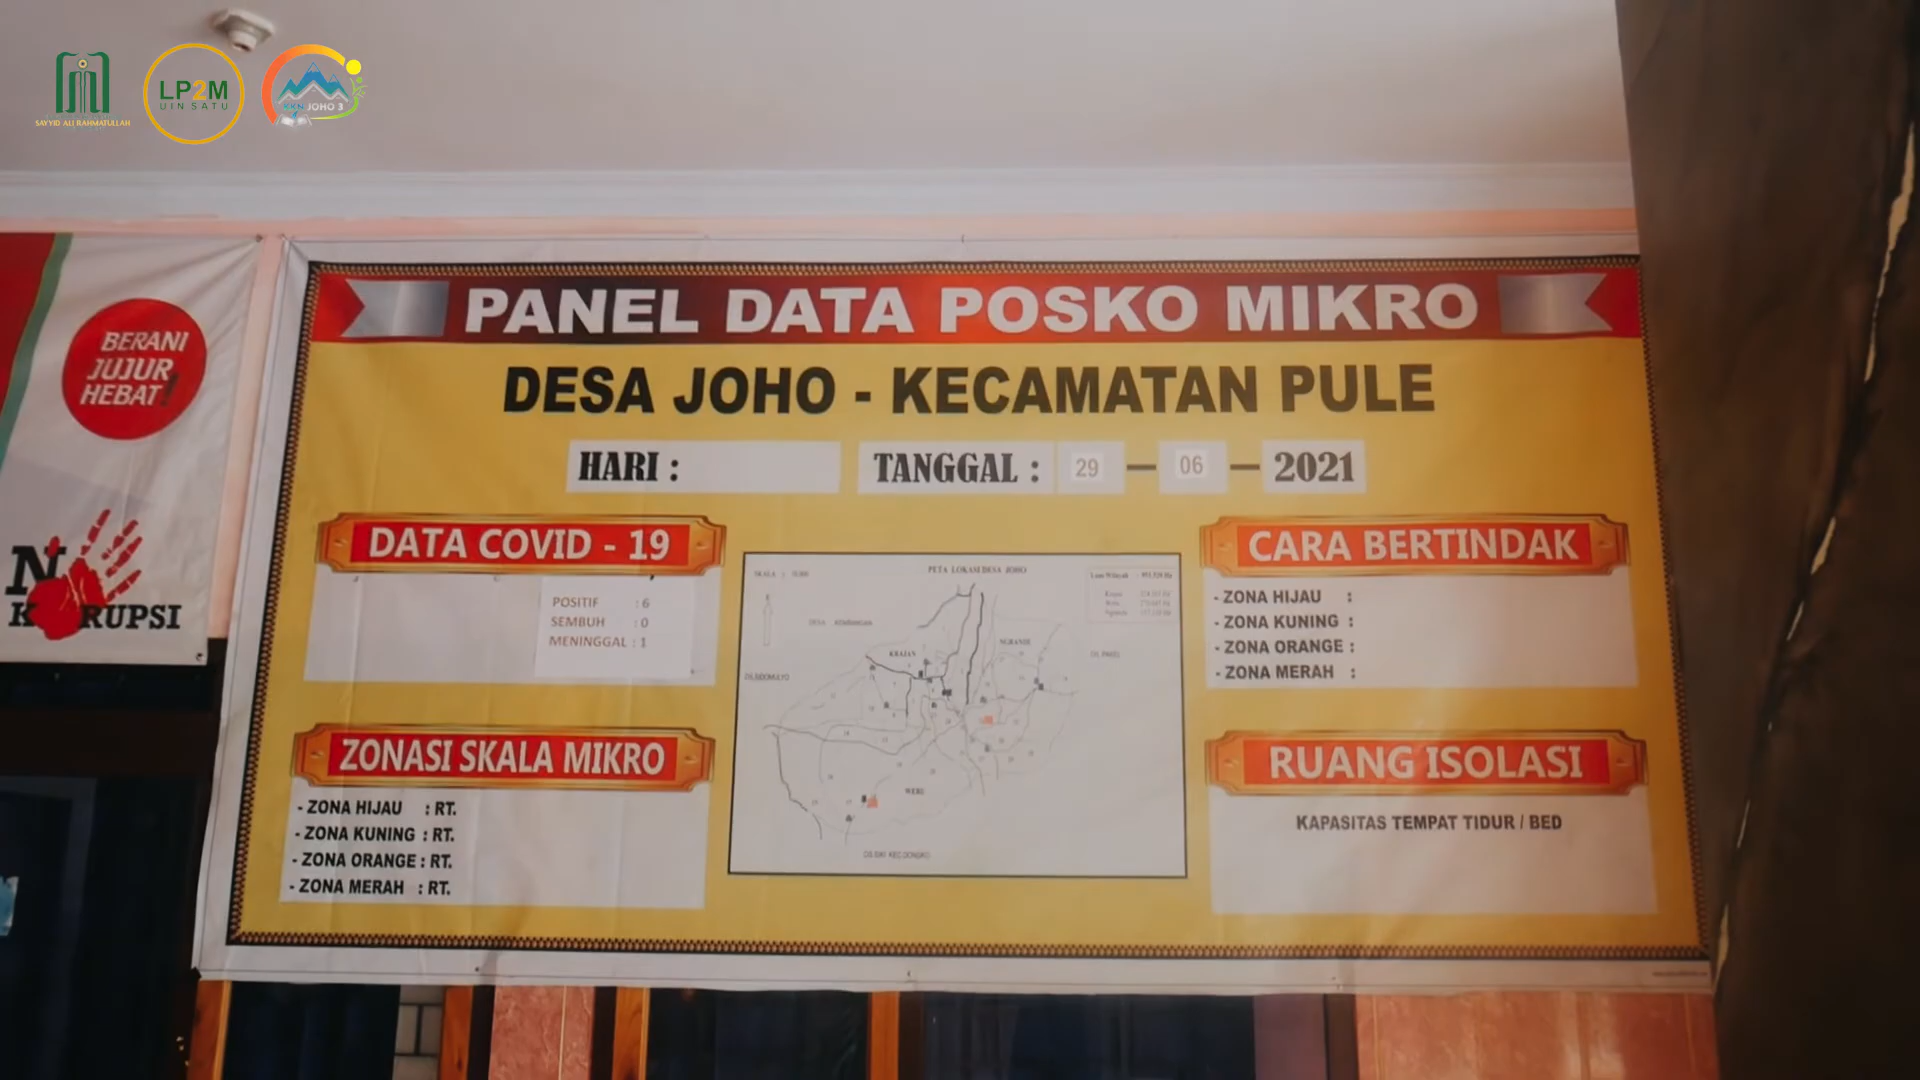 SAYYID ALI RAHMATULLAH
LP2M
UIN SATU
KKN JOHO 3
BERANI
JUJUR
HEBAT!
KORUPSI
PANEL DATA POSKO MIKRO
DESA JOHO - KECAMATAN PULE
HARI :
TANGGAL : 29 - 06 - 2021
DATA COVID - 19
POSITIF : 6
SEMBUH : 0
MENINGGAL : 1
ZONASI SKALA MIKRO
- ZONA HIJAU : RT.
- ZONA KUNING : RT.
- ZONA ORANGE : RT.
- ZONA MERAH : RT.
PETA LOKASI DESA JOHO
KRAJAN
NGRANDU
WERU
CARA BERTINDAK
- ZONA HIJAU :
- ZONA KUNING :
- ZONA ORANGE :
- ZONA MERAH :
RUANG ISOLASI
KAPASITAS TEMPAT TIDUR / BED